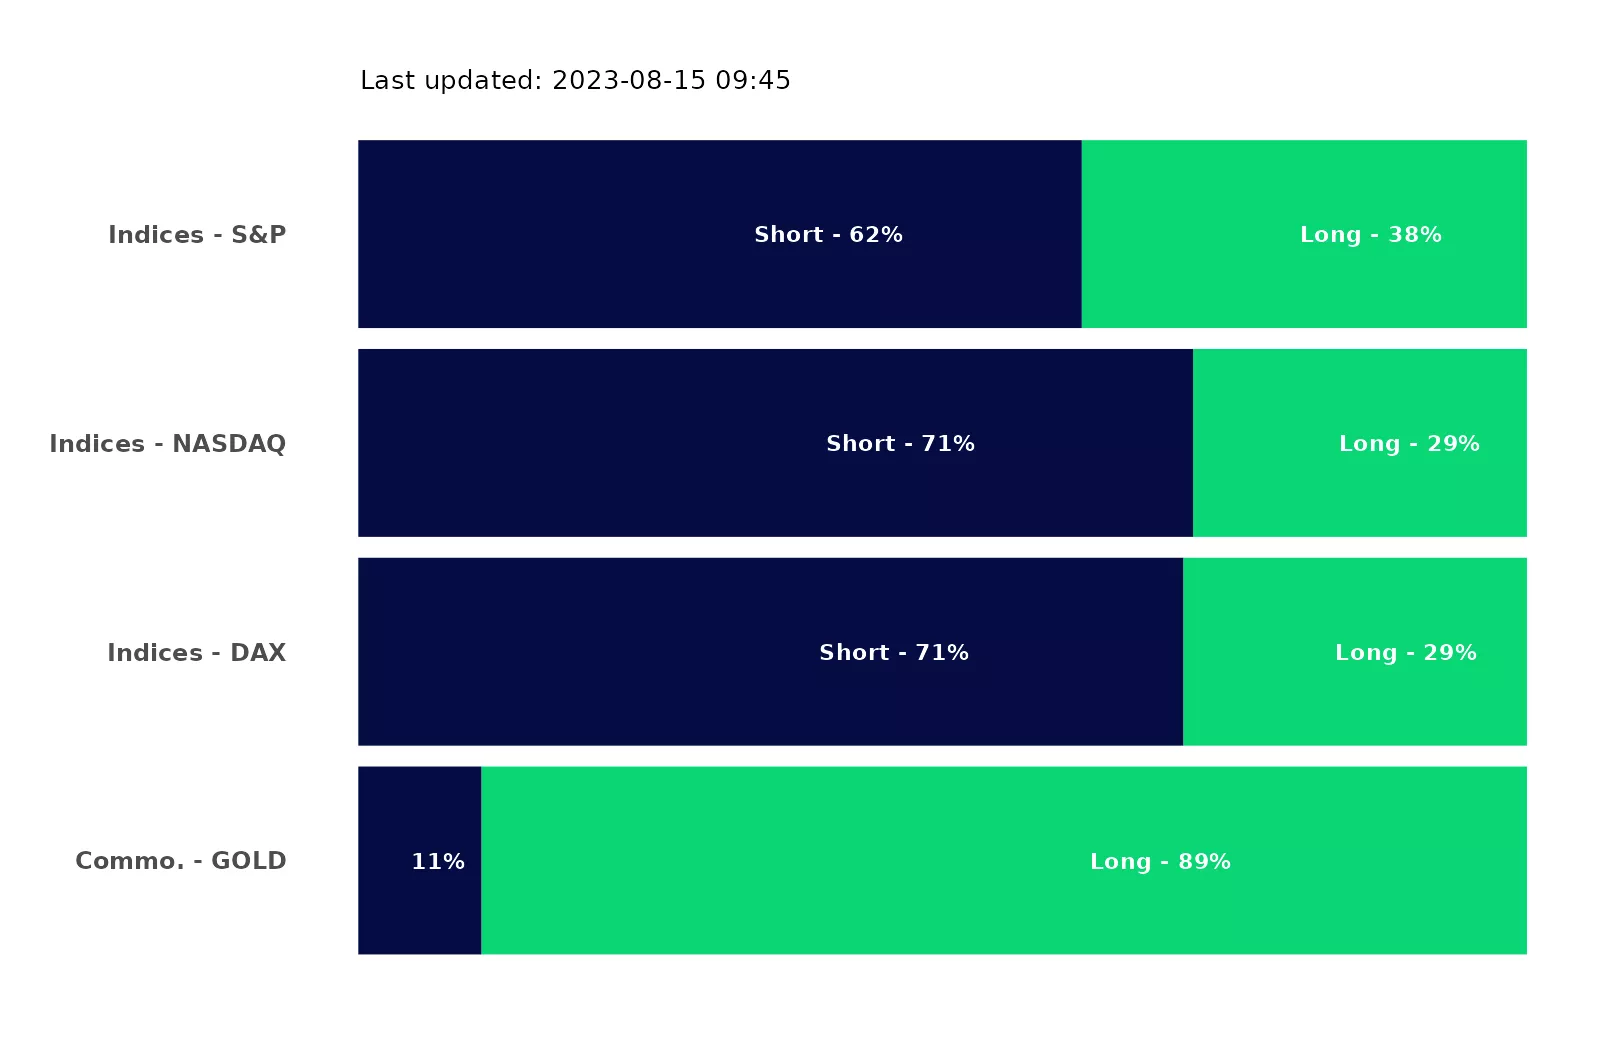 Last updated: 2023-08-15 09:45
Indices - S&P Short - 62% Long - 38%
Indices - NASDAQ Short - 71% Long - 29%
Indices - DAX Short - 71% Long - 29%
Commo. - GOLD 11% Long - 89%